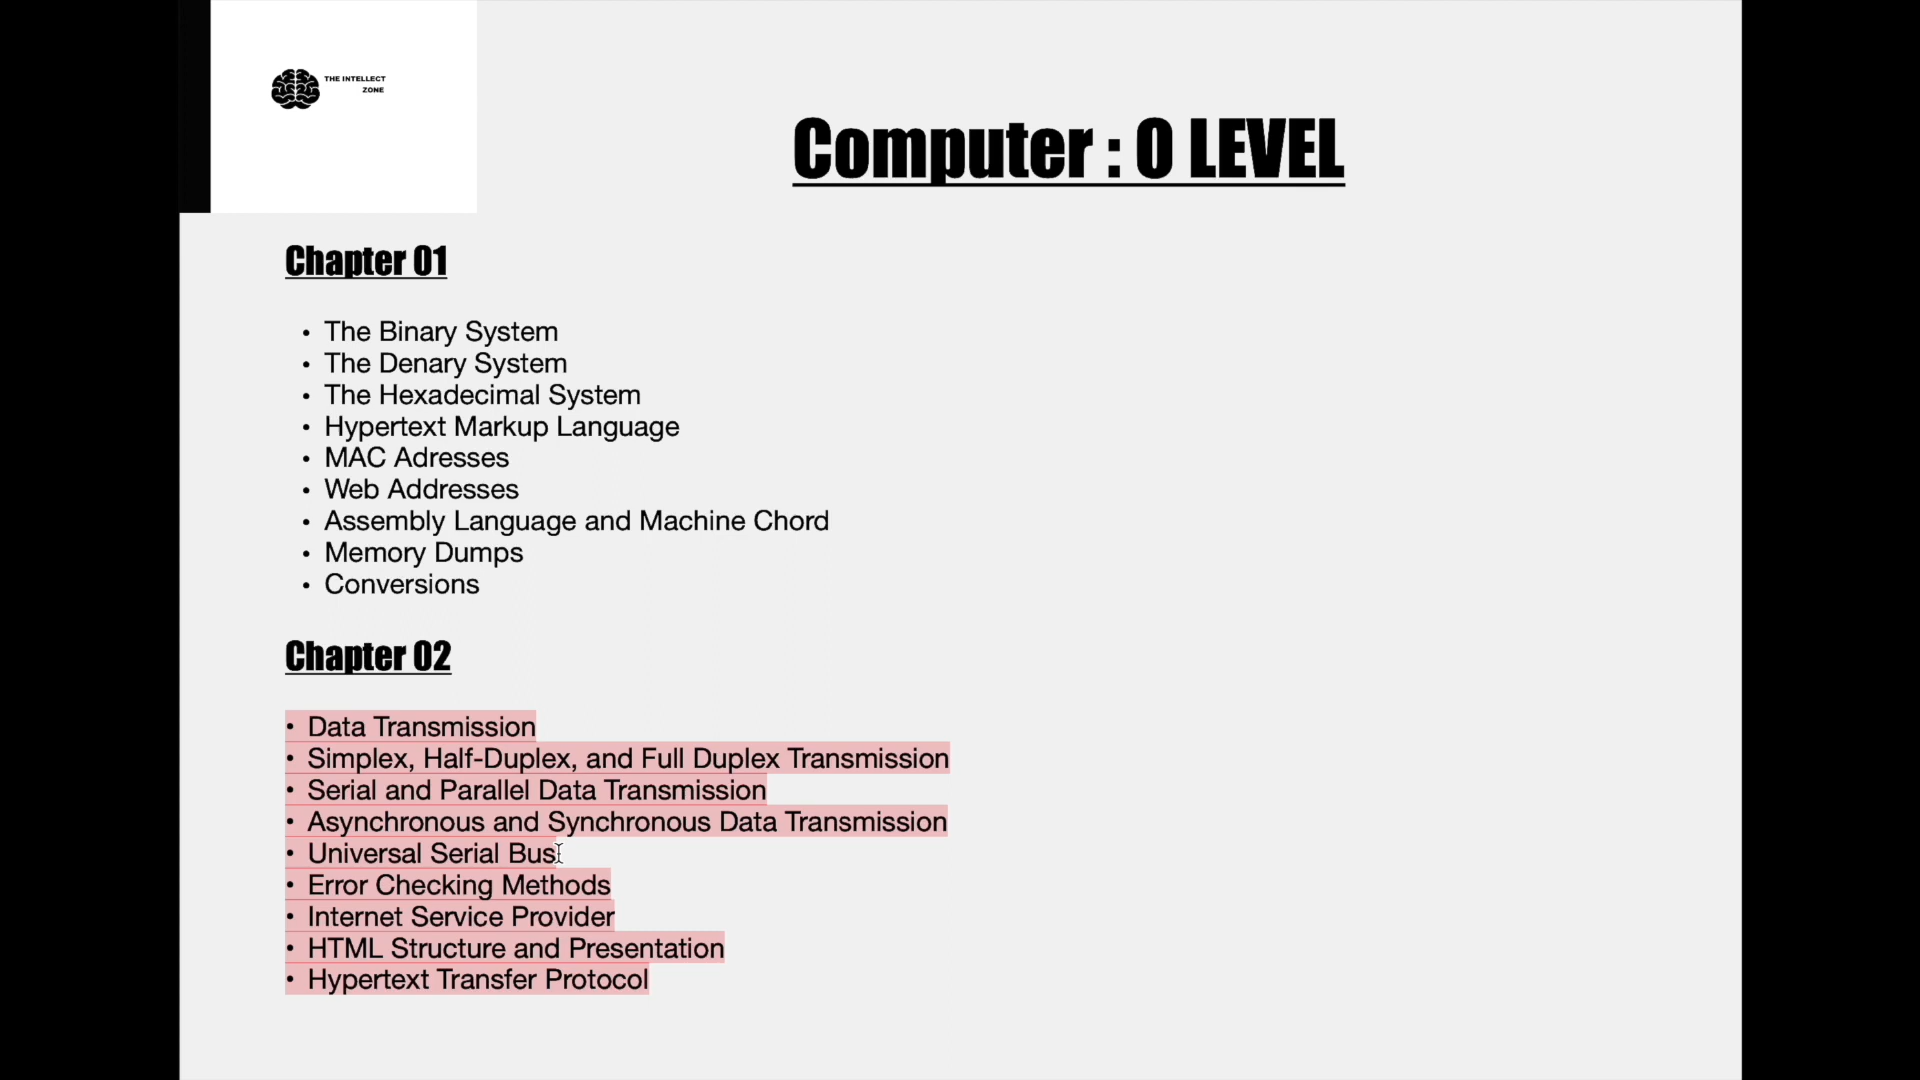 THE INTELLECT
ZONE
Computer : O LEVEL
Chapter 01
• The Binary System
• The Denary System
• The Hexadecimal System
• Hypertext Markup Language
• MAC Adresses
• Web Addresses
• Assembly Language and Machine Chord
• Memory Dumps
• Conversions
Chapter 02
• Data Transmission
• Simplex, Half-Duplex, and Full Duplex Transmission
• Serial and Parallel Data Transmission
• Asynchronous and Synchronous Data Transmission
• Universal Serial Bus
• Error Checking Methods
• Internet Service Provider
• HTML Structure and Presentation
• Hypertext Transfer Protocol